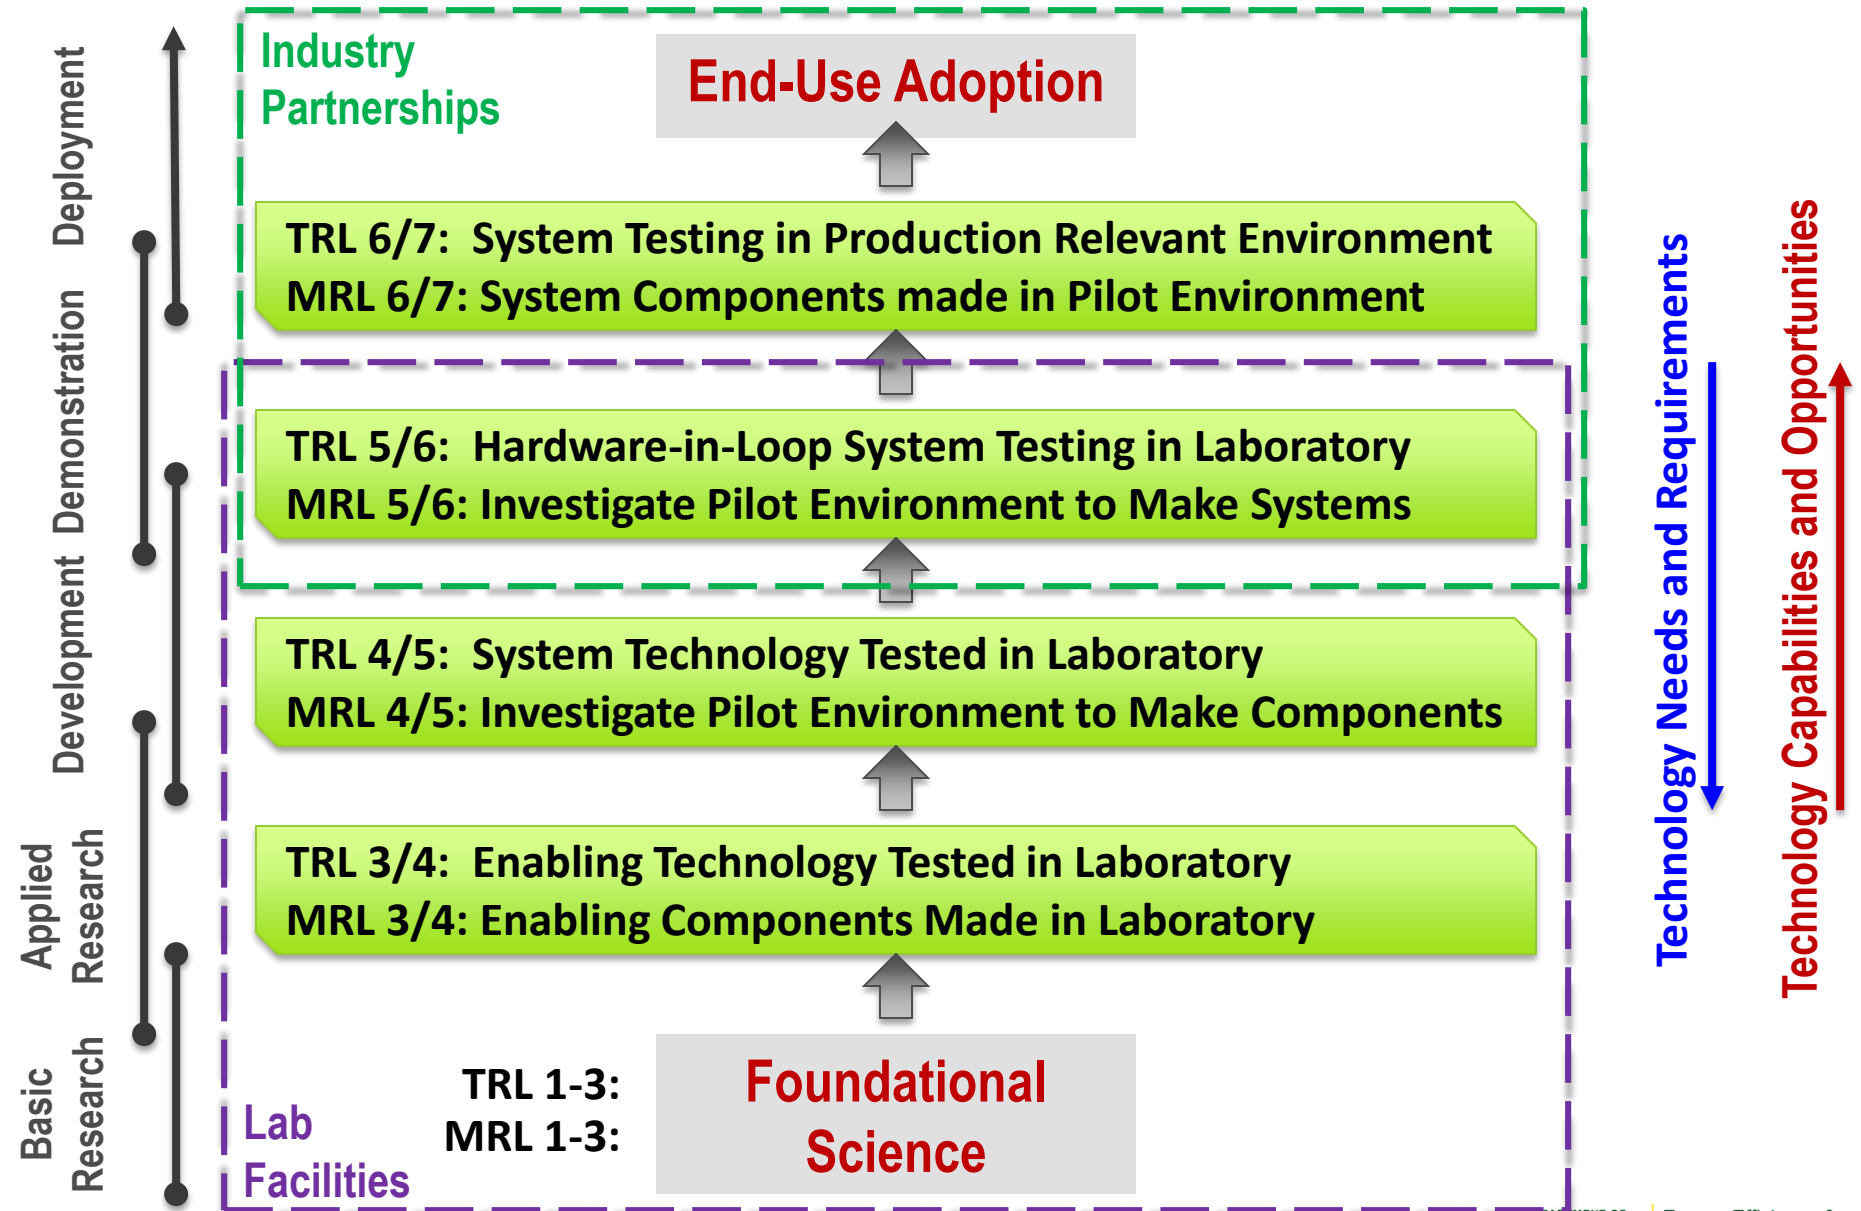 Industry
Partnerships
End-Use Adoption
TRL 6/7: System Testing in Production Relevant Environment
MRL 6/7: System Components made in Pilot Environment
TRL 5/6: Hardware-in-Loop System Testing in Laboratory
MRL 5/6: Investigate Pilot Environment to Make Systems
TRL 4/5: System Technology Tested in Laboratory
MRL 4/5: Investigate Pilot Environment to Make Components
TRL 3/4: Enabling Technology Tested in Laboratory
MRL 3/4: Enabling Components Made in Laboratory
TRL 1-3:
MRL 1-3:
Foundational
Science
Lab
Facilities
Deployment
Demonstration
Development
Applied
Research
Basic
Research
Technology Needs and Requirements
Technology Capabilities and Opportunities